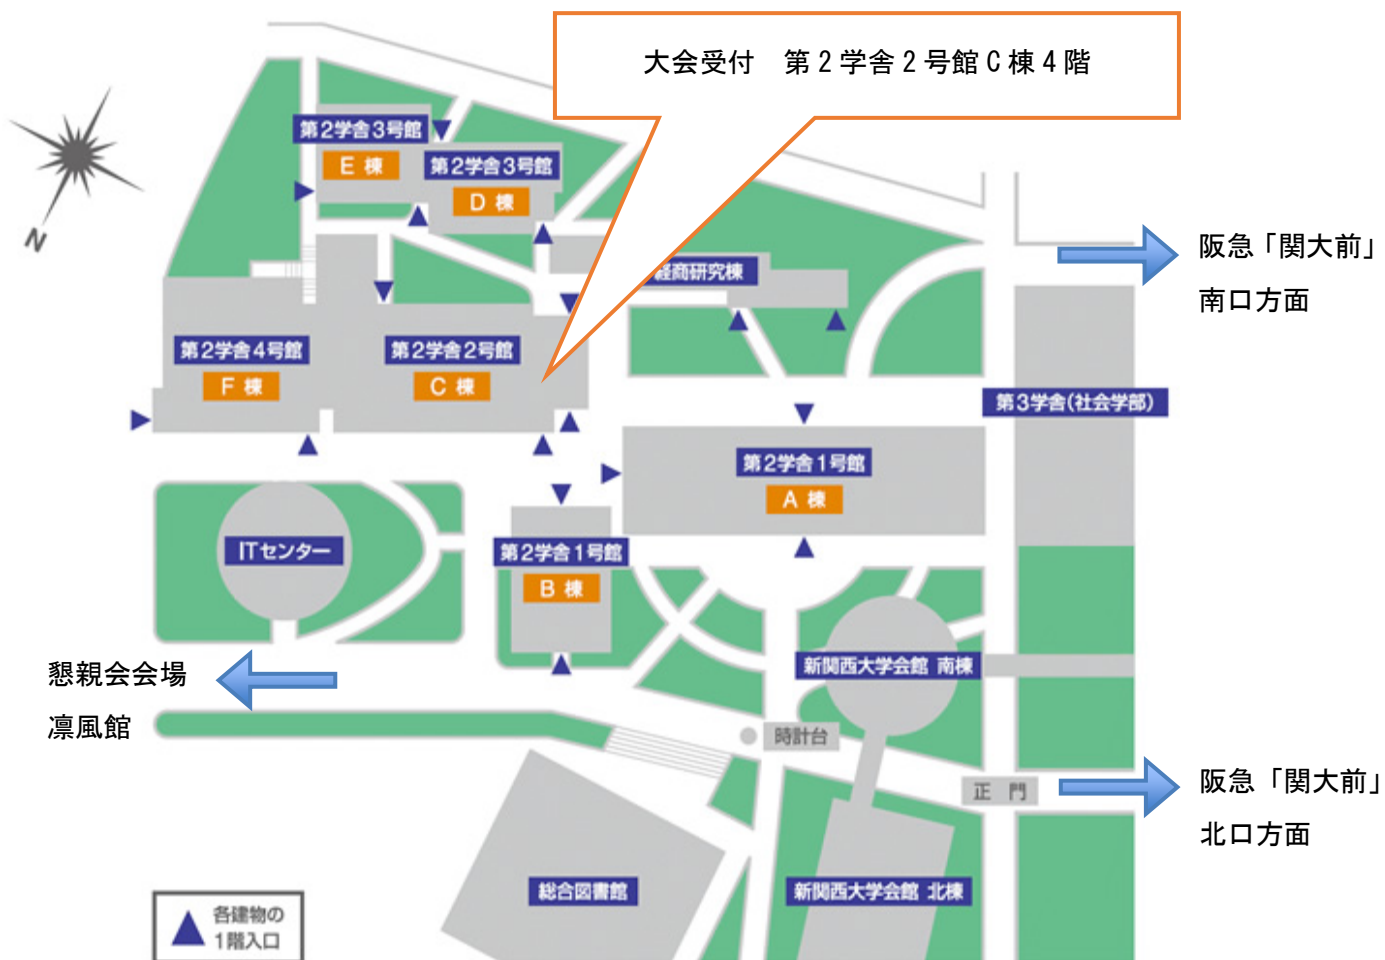 大会受付　第２学舎２号館Ｃ棟４階
第2学舎3号館
E 棟
第2学舎3号館
D 棟
N
阪急「関大前」
南口方面
経商研究棟
第2学舎4号館
F 棟
第2学舎2号館
C 棟
第3学舎(社会学部)
第2学舎1号館
A 棟
ITセンター
第2学舎1号館
B 棟
懇親会会場
凛風館
新関西大学会館 南棟
時計台
正 門
阪急「関大前」
北口方面
総合図書館
新関西大学会館 北棟
各建物の
1階入口